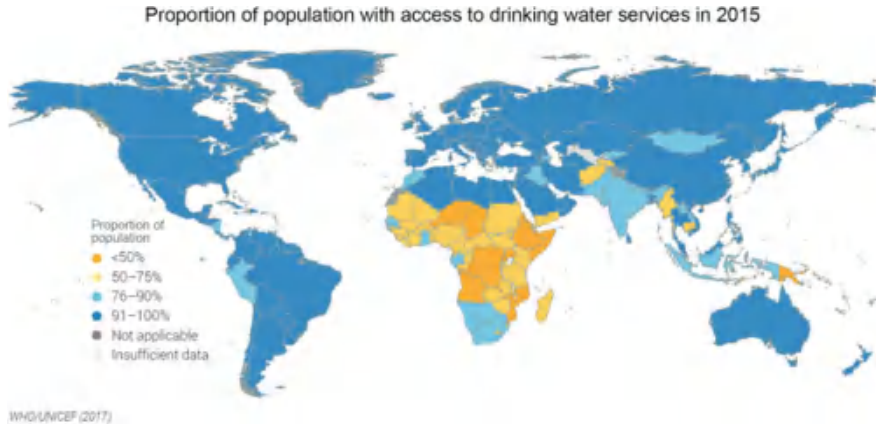 Proportion of population with access to drinking water services in 2015
Proportion of
population
<50%
50–75%
76–90%
91–100%
Not applicable
Insufficient data
WHO/UNICEF (2017)